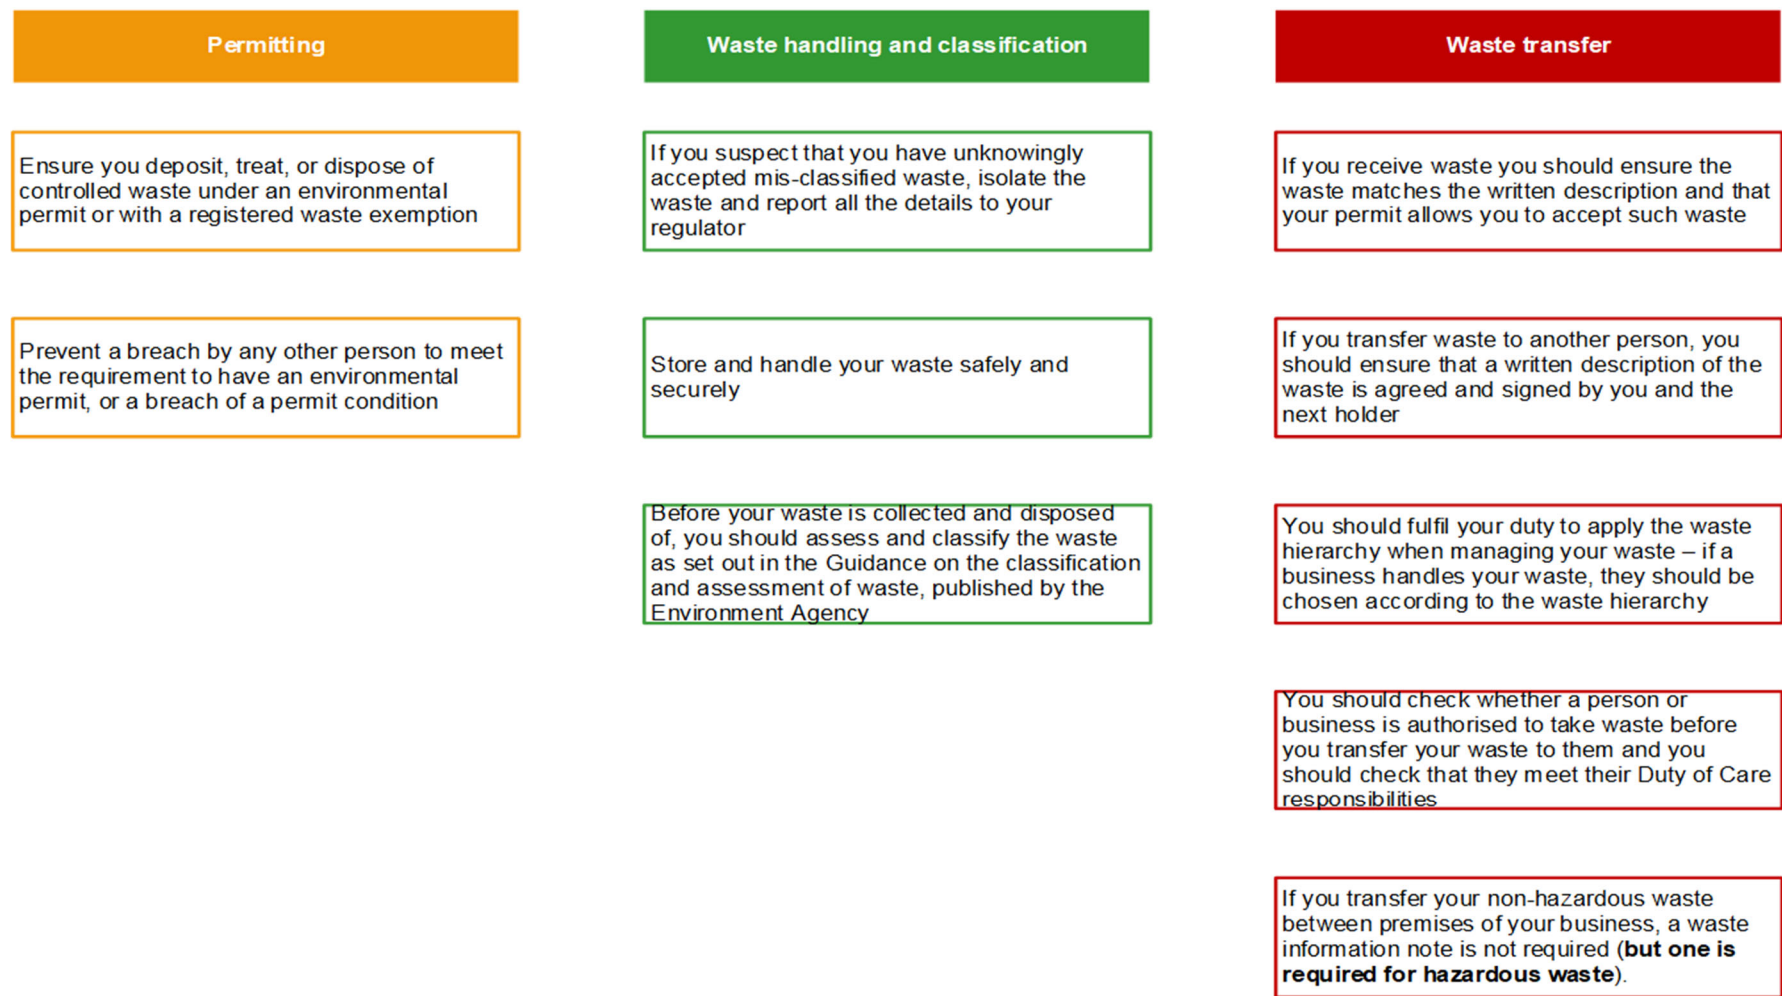 Permitting
Waste handling and classification
Waste transfer
Ensure you deposit, treat, or dispose of
controlled waste under an environmental
permit or with a registered waste exemption
If you suspect that you have unknowingly
accepted mis-classified waste, isolate the
waste and report all the details to your
regulator
If you receive waste you should ensure the
waste matches the written description and that
your permit allows you to accept such waste
Prevent a breach by any other person to meet
the requirement to have an environmental
permit, or a breach of a permit condition
Store and handle your waste safely and
securely
If you transfer waste to another person, you
should ensure that a written description of the
waste is agreed and signed by you and the
next holder
Before your waste is collected and disposed
of, you should assess and classify the waste
as set out in the Guidance on the classification
and assessment of waste, published by the
Environment Agency
You should fulfil your duty to apply the waste
hierarchy when managing your waste – if a
business handles your waste, they should be
chosen according to the waste hierarchy
You should check whether a person or
business is authorised to take waste before
you transfer your waste to them and you
should check that they meet their Duty of Care
responsibilities
If you transfer your non-hazardous waste
between premises of your business, a waste
information note is not required (but one is
required for hazardous waste).